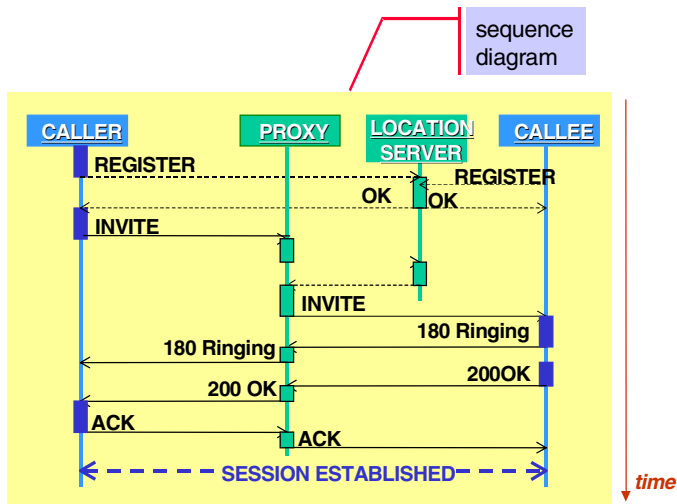 sequence
diagram
CALLER
PROXY
LOCATION
SERVER
CALLEE
REGISTER
REGISTER
OK
OK
INVITE
INVITE
180 Ringing
180 Ringing
200OK
200 OK
ACK
ACK
SESSION ESTABLISHED
time